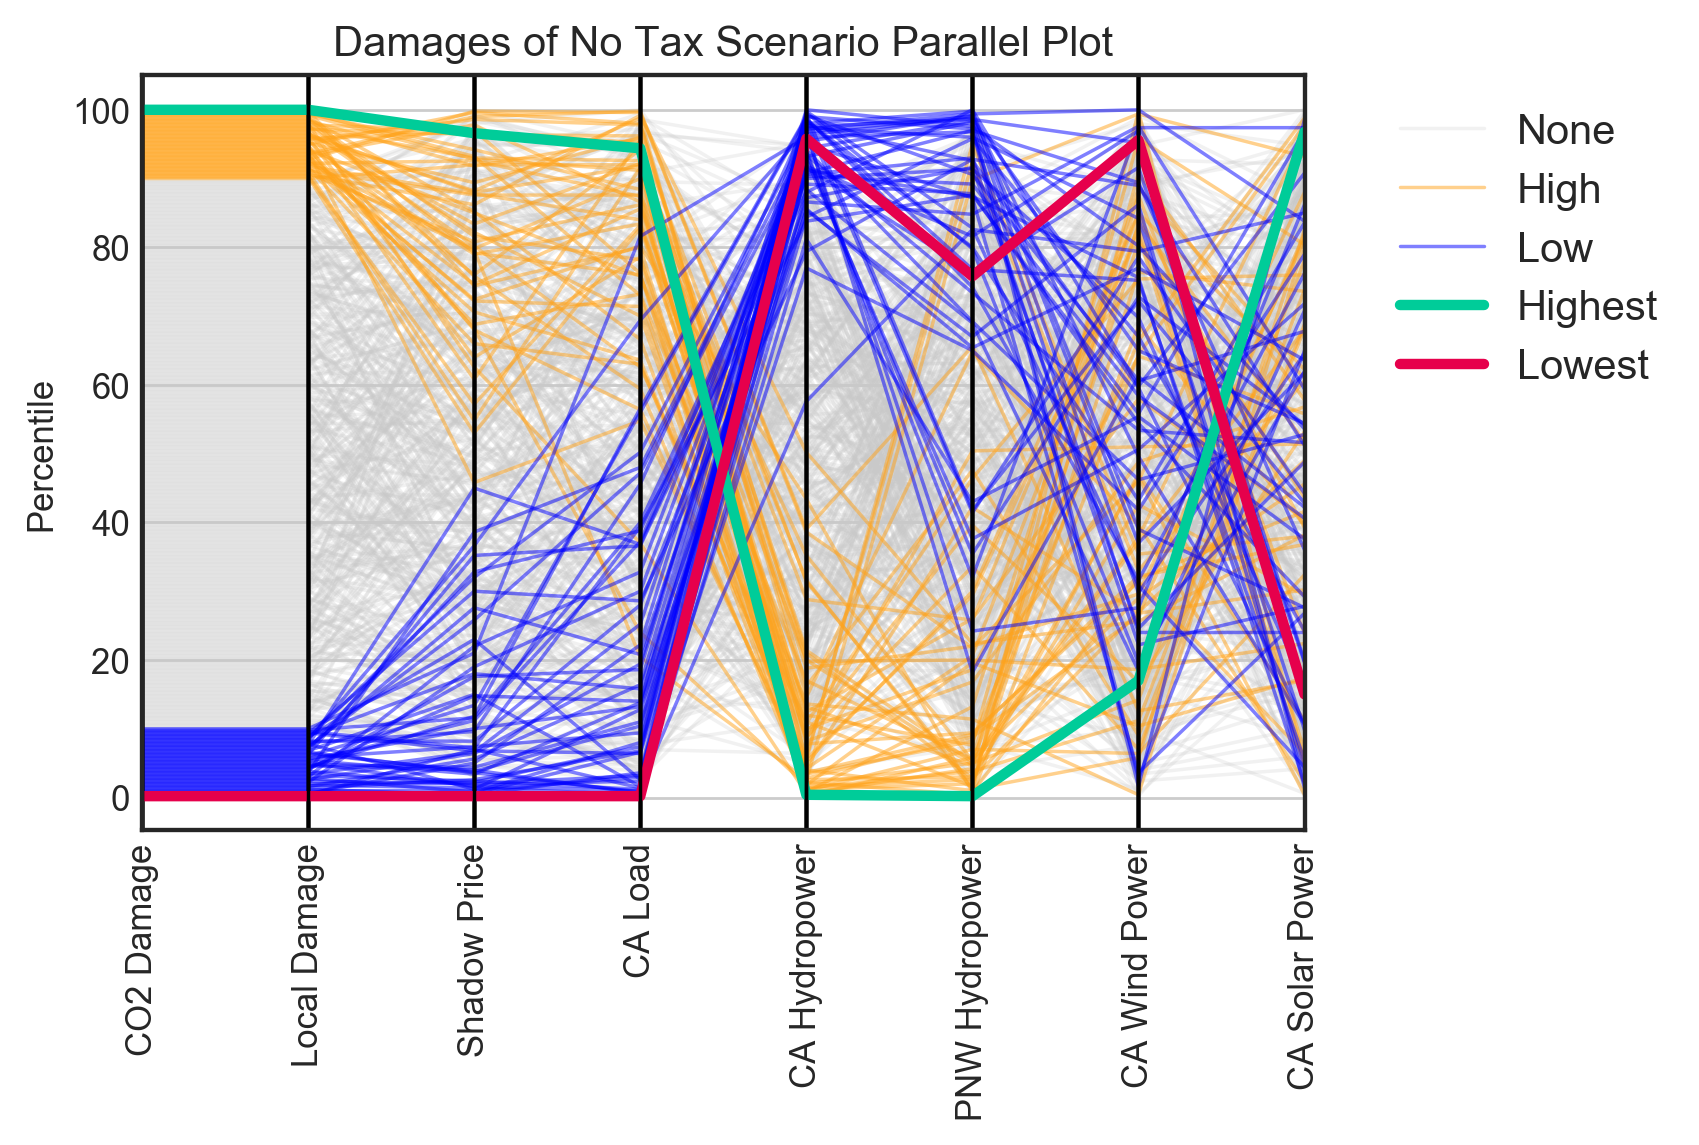 Damages of No Tax Scenario Parallel Plot
Percentile
100
80
60
40
20
0
CO2 Damage
Local Damage
Shadow Price
CA Load
CA Hydropower
PNW Hydropower
CA Wind Power
CA Solar Power
None
High
Low
Highest
Lowest